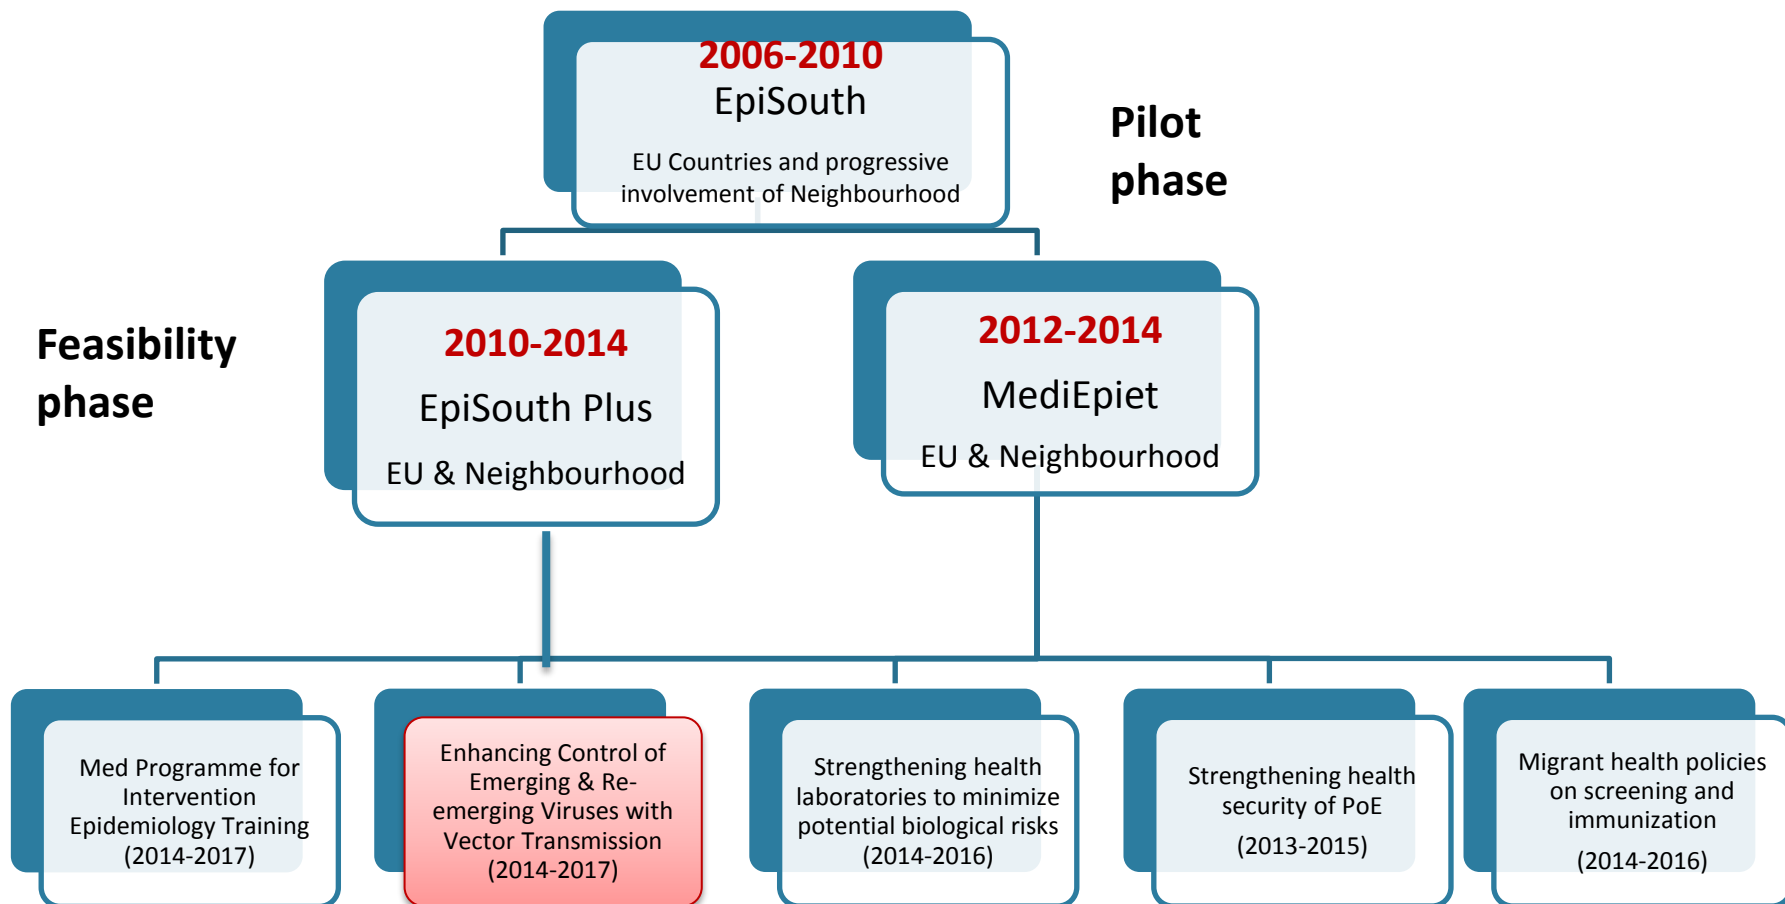 2006-2010
EpiSouth
EU Countries and progressive
involvement of Neighbourhood
Pilot
phase
Feasibility
phase
2010-2014
EpiSouth Plus
EU & Neighbourhood
2012-2014
MediEpiet
EU & Neighbourhood
Med Programme for
Intervention
Epidemiology Training
(2014-2017)
Enhancing Control of
Emerging & Re-
emerging Viruses with
Vector Transmission
(2014-2017)
Strengthening health
laboratories to minimize
potential biological risks
(2014-2016)
Strengthening health
security of PoE
(2013-2015)
Migrant health policies
on screening and
immunization
(2014-2016)